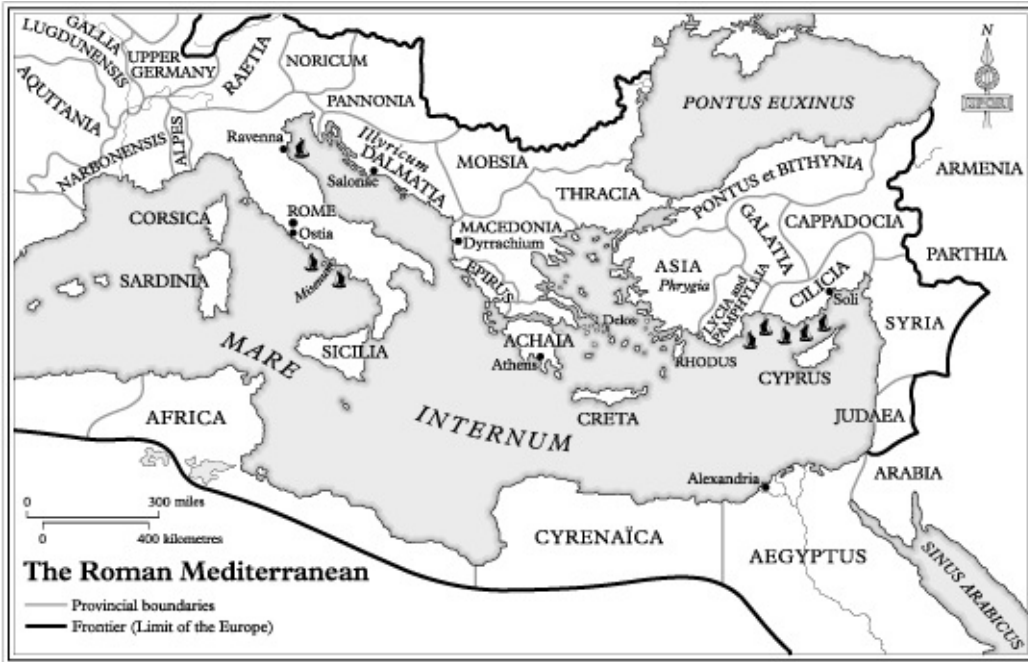 GALLIA
LUGDUNENSIS
UPPER
GERMANY
RAETIA
NORICUM
AQUITANIA
PANNONIA
PONTUS EUXINUS
N
SPQR
NARBONENSIS
ALPES
Ravenna
Illyricum
DALMATIA
Salonae
MOESIA
THRACIA
PONTUS et BITHYNIA
ARMENIA
CORSICA
ROME
Ostia
MACEDONIA
Dyrrachium
GALATIA
CAPPADOCIA
PARTHIA
SARDINIA
Misenum
EPIRUS
ASIA
Phrygia
LYCIA and
PAMPHYLIA
CILICIA
Soli
SYRIA
MARE
SICILIA
ACHAIA
Athens
Delos
RHODUS
CYPRUS
JUDAEA
AFRICA
INTERNUM
CRETA
Alexandria
ARABIA
0 300 miles
0 400 kilometres
CYRENAÏCA
AEGYPTUS
SINUS ARABICUS
The Roman Mediterranean
Provincial boundaries
Frontier (Limit of the Europe)